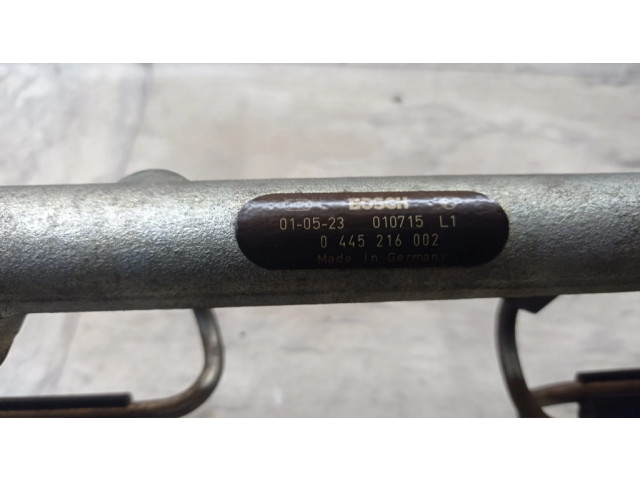 BOSCH
01-05-23 010715 L1
0 445 216 002
Made in Germany